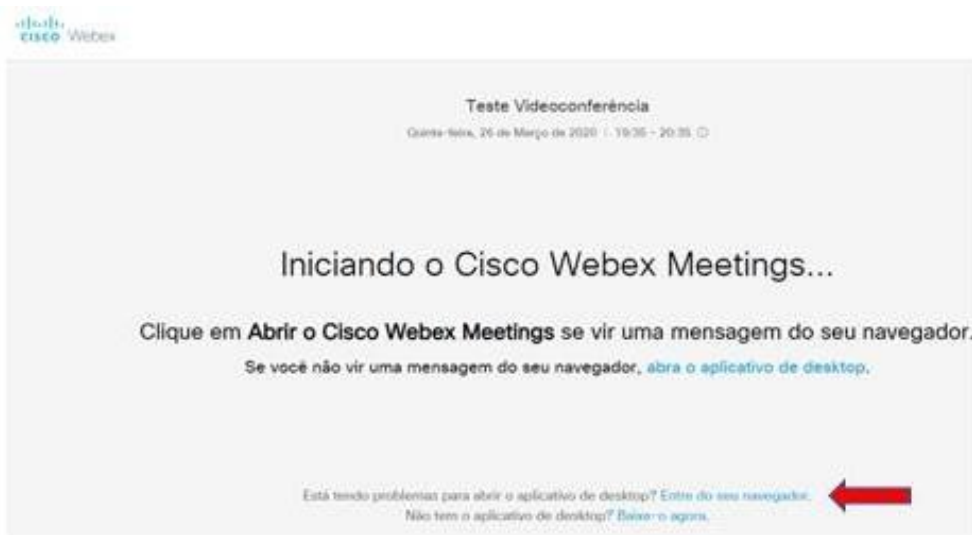 CISCO Webex
Teste Videoconferência
Quinta-feira, 26 de Março de 2020 | 19:35 - 20:35
Iniciando o Cisco Webex Meetings...
Clique em Abrir o Cisco Webex Meetings se vir uma mensagem do seu navegador.
Se você não vir uma mensagem do seu navegador, abra o aplicativo de desktop.
Está tendo problemas para abrir o aplicativo de desktop? Entre do seu navegador.
Não tem o aplicativo de desktop? Baixe-o agora.